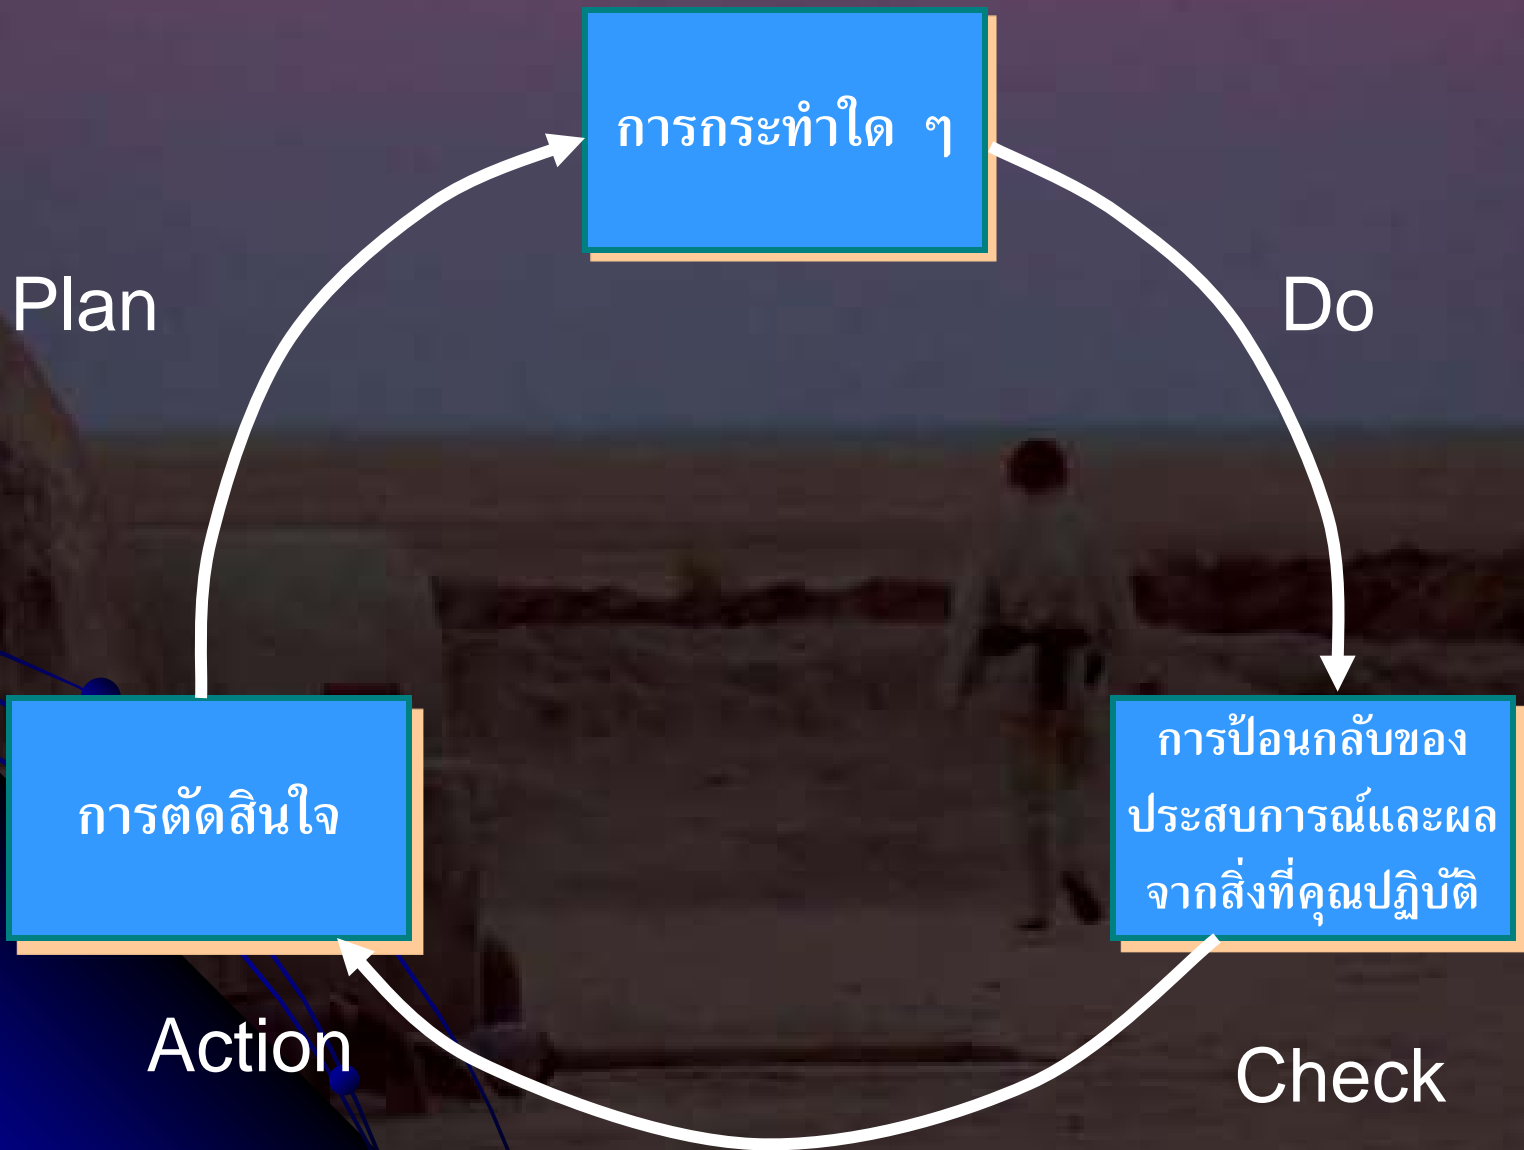 การกระทำใด ๆ
Plan
Do
การตัดสินใจ
การป้อนกลับของ
ประสบการณ์และผล
จากสิ่งที่คุณปฏิบัติ
Action
Check